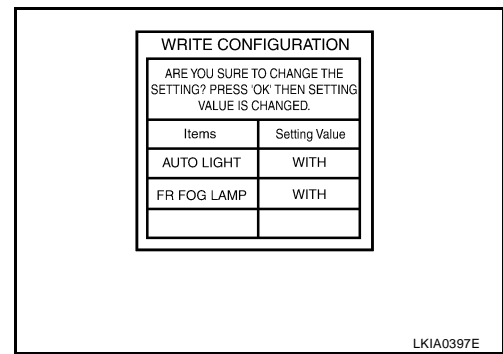 WRITE CONFIGURATION
ARE YOU SURE TO CHANGE THE
SETTING? PRESS 'OK' THEN SETTING
VALUE IS CHANGED.
Items Setting Value
AUTO LIGHT WITH
FR FOG LAMP WITH
LKIA0397E